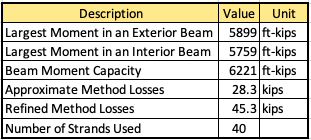 Description Value Unit
Largest Moment in an Exterior Beam 5899 ft-kips
Largest Moment in an Interior Beam 5759 ft-kips
Beam Moment Capacity 6221 ft-kips
Approximate Method Losses 28.3 kips
Refined Method Losses 45.3 kips
Number of Strands Used 40